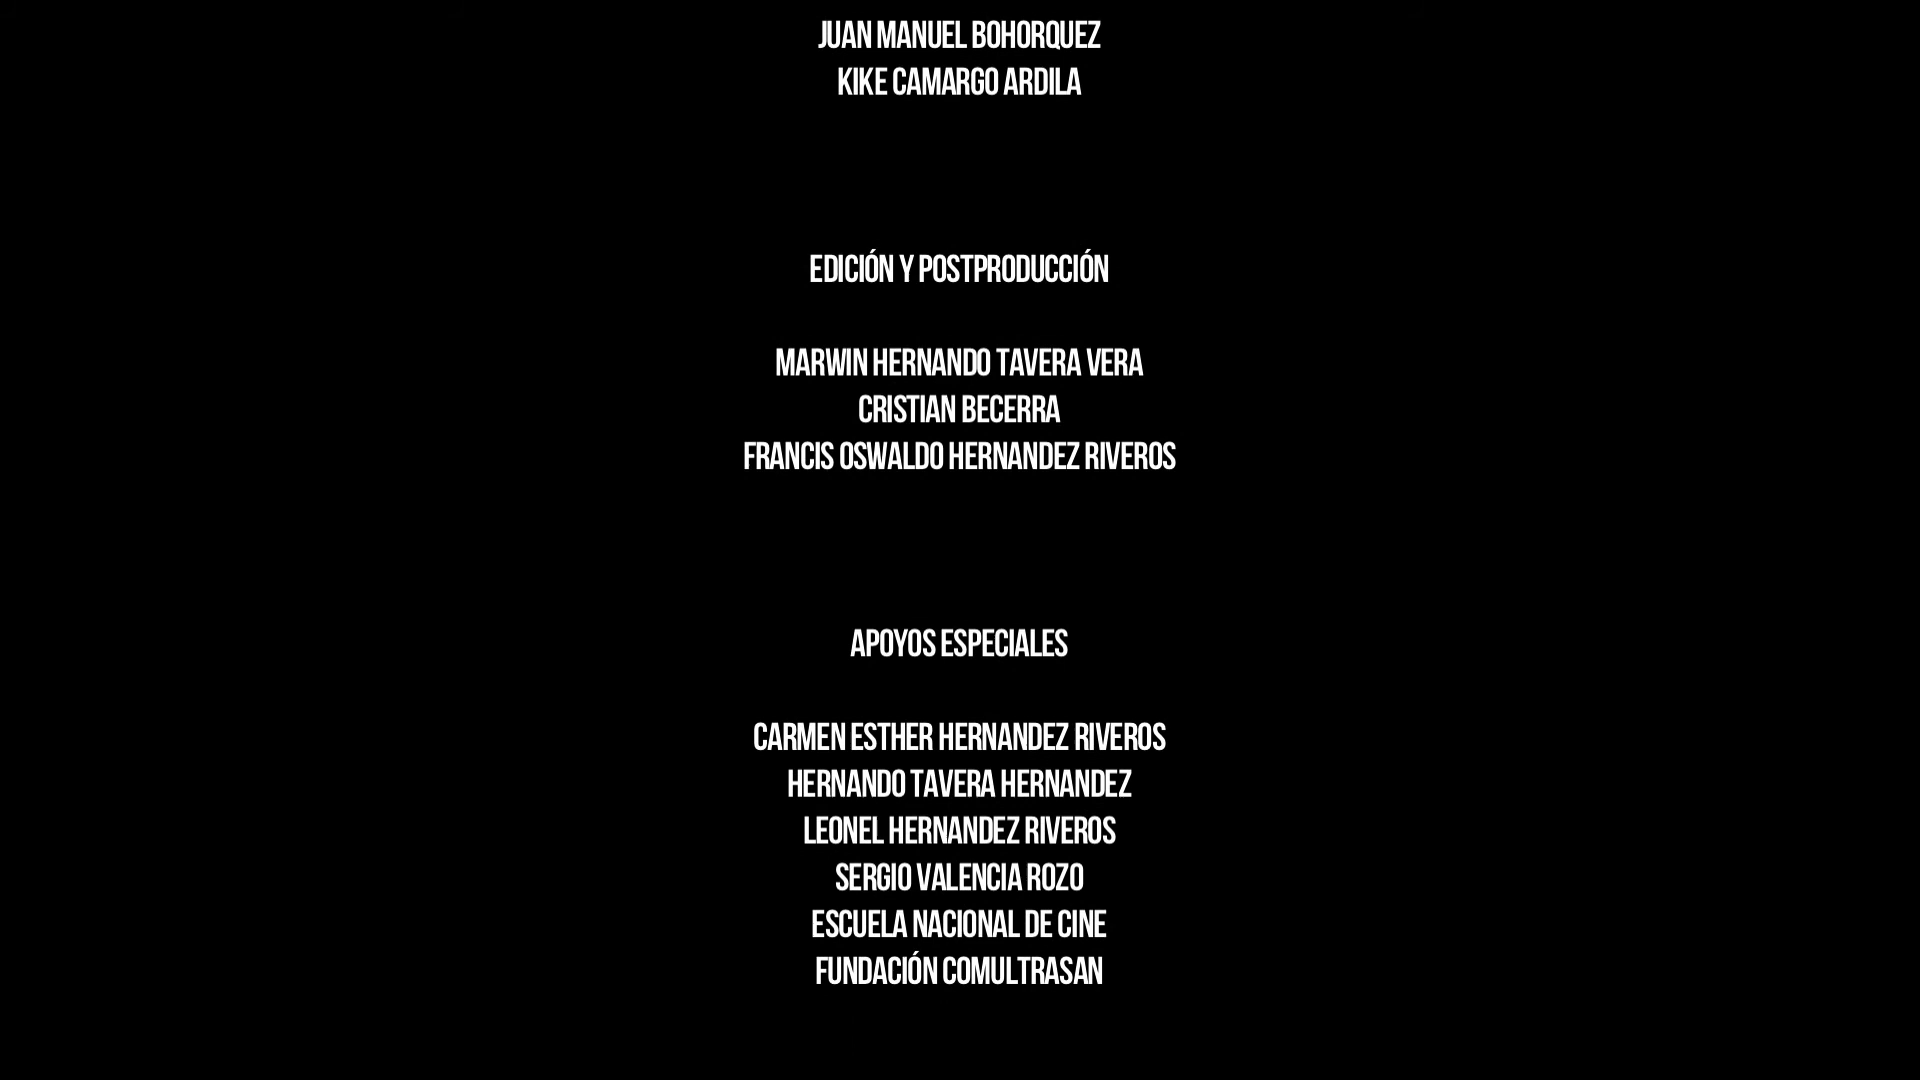 JUAN MANUEL BOHORQUEZ
KIKE CAMARGO ARDILA
EDICIÓN Y POSTPRODUCCIÓN
MARWIN HERNANDO TAVERA VERA
CRISTIAN BECERRA
FRANCIS OSWALDO HERNANDEZ RIVEROS
APOYOS ESPECIALES
CARMEN ESTHER HERNANDEZ RIVEROS
HERNANDO TAVERA HERNANDEZ
LEONEL HERNANDEZ RIVEROS
SERGIO VALENCIA ROZO
ESCUELA NACIONAL DE CINE
FUNDACIÓN COMULTRASAN